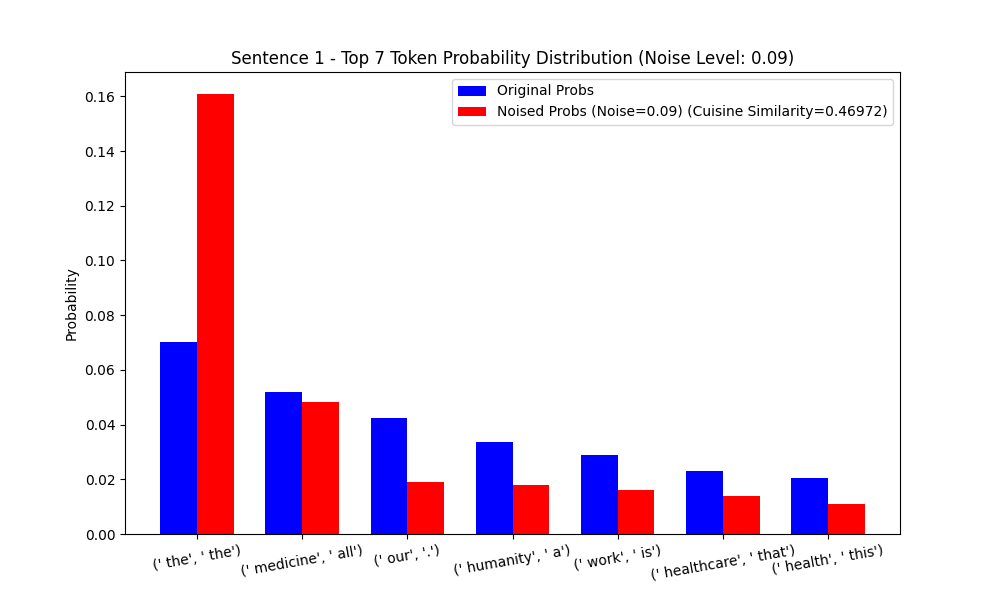 Sentence 1 - Top 7 Token Probability Distribution (Noise Level: 0.09)
Original Probs
Noised Probs (Noise=0.09) (Cuisine Similarity=0.46972)
Probability
0.16
0.14
0.12
0.10
0.08
0.06
0.04
0.02
0.00
(' the', ' the')
(' medicine', ' all')
(' our', '.')
(' humanity', ' a')
(' work', ' is')
(' healthcare', ' that')
(' health', ' this')